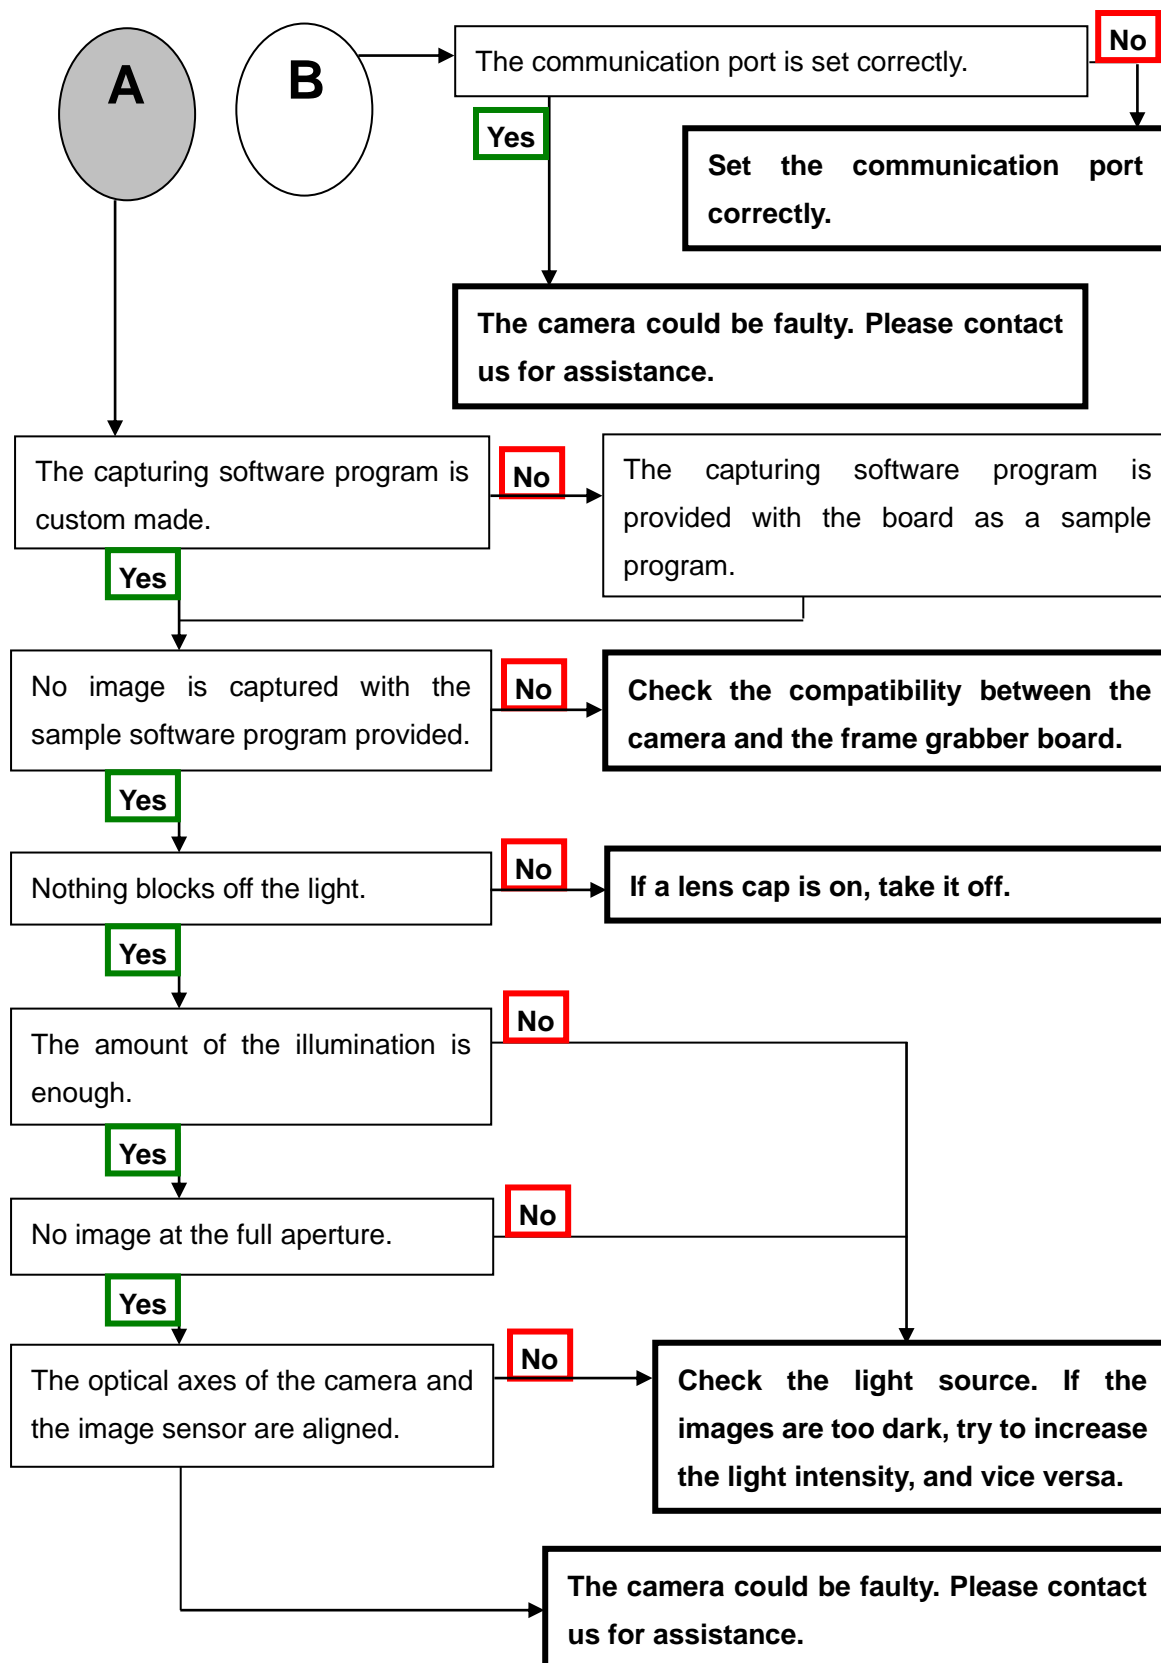 A
B
The communication port is set correctly.
No
Yes
Set the communication port
correctly.
The camera could be faulty. Please contact
us for assistance.
The capturing software program is
custom made.
No
The capturing software program is
provided with the board as a sample
program.
Yes
No image is captured with the
sample software program provided.
No
Check the compatibility between the
camera and the frame grabber board.
Yes
Nothing blocks off the light.
No
If a lens cap is on, take it off.
Yes
The amount of the illumination is
enough.
No
Yes
No image at the full aperture.
No
Yes
The optical axes of the camera and
the image sensor are aligned.
No
Check the light source. If the
images are too dark, try to increase
the light intensity, and vice versa.
The camera could be faulty. Please contact
us for assistance.